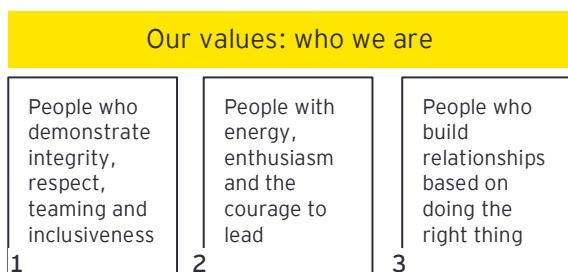 Our values: who we are
People who
demonstrate
integrity,
respect,
teaming and
inclusiveness
1
People with
energy,
enthusiasm
and the
courage to
lead
2
People who
build
relationships
based on
doing the
right thing
3